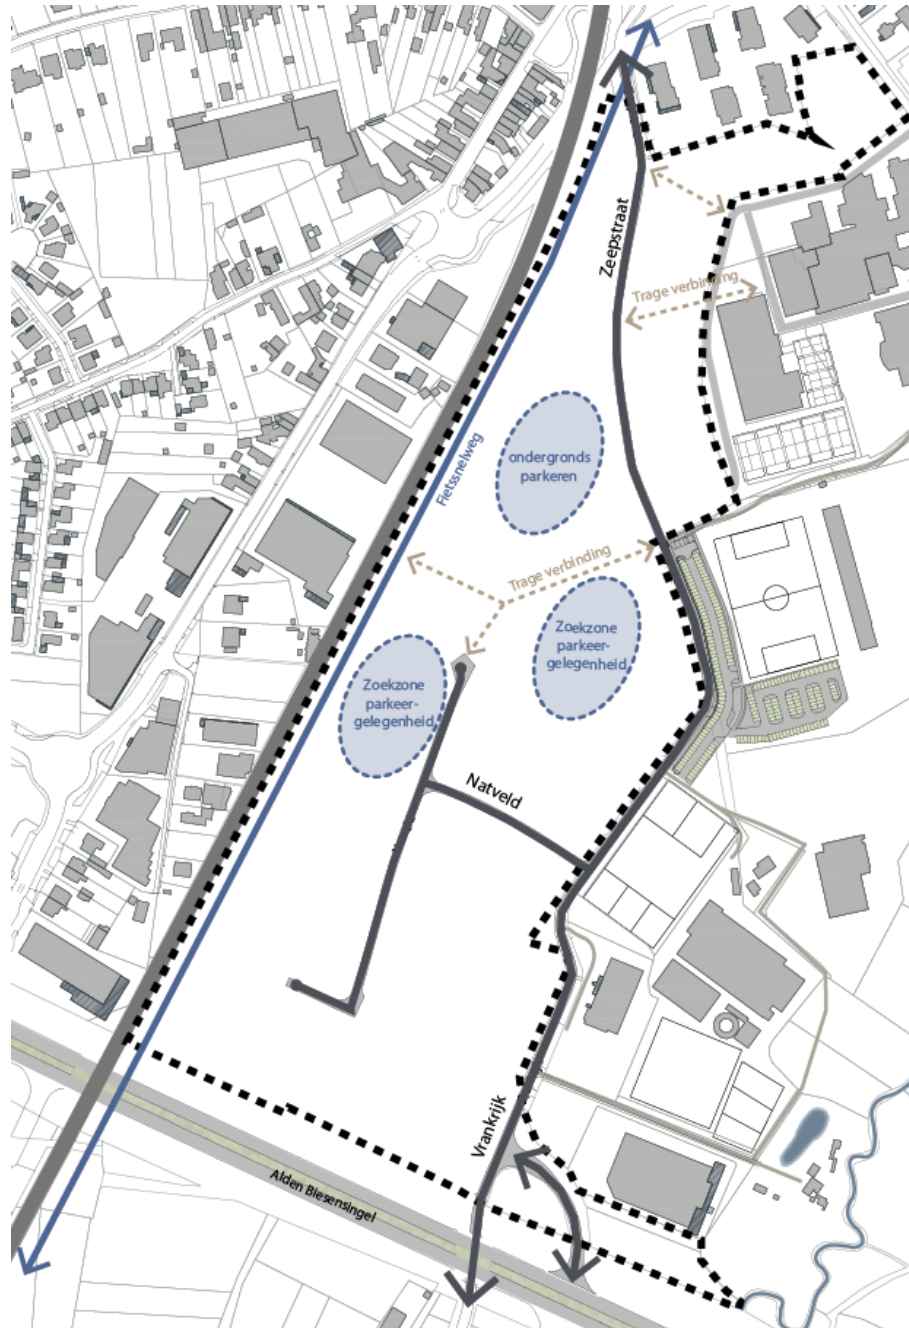 Zeepstraat
Trage verbinding
ondergronds
parkeren
Fietssnelweg
Trage verbinding
Zoekzone
parkeer-
gelegenheid
Zoekzone
parkeer-
gelegenheid
Natveld
Vrankrijk
Alden Biesensingel